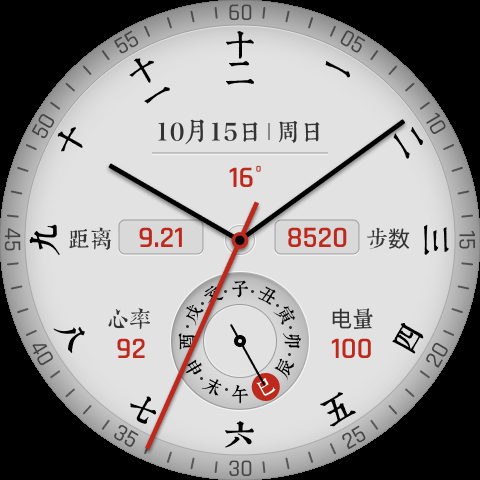 60
55
05
50
10
45
15
40
20
35
25
30
十二
十一
一
十
二
九
三
八
四
七
五
六
10月15日 | 周日
16°
距离 9.21
8520 步数
心率
92
电量
100
子·丑·寅·卯·辰·巳·午·未·申·酉·戌·亥